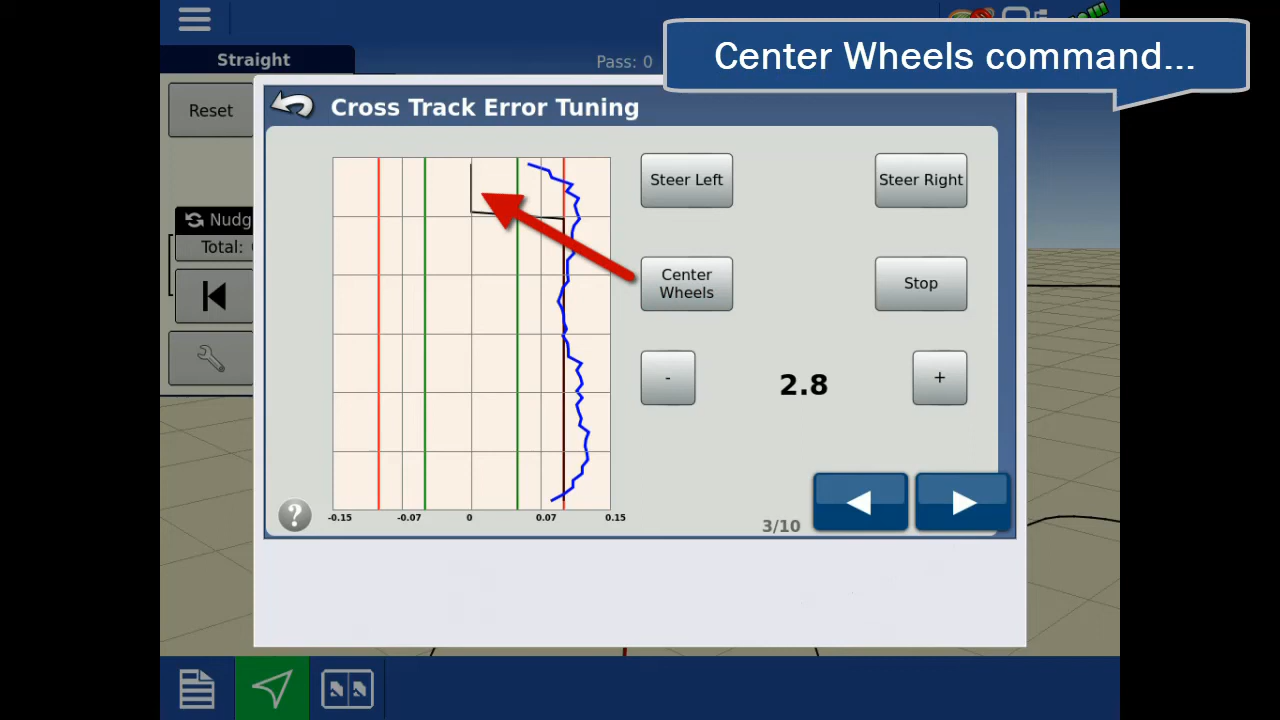 Center Wheels command...
Straight
Pass: 0
Reset
Cross Track Error Tuning
Steer Left
Steer Right
Nudg
Total:
Center
Wheels
Stop
-
2.8
+
?
-0.15
-0.07
0
0.07
0.15
3/10